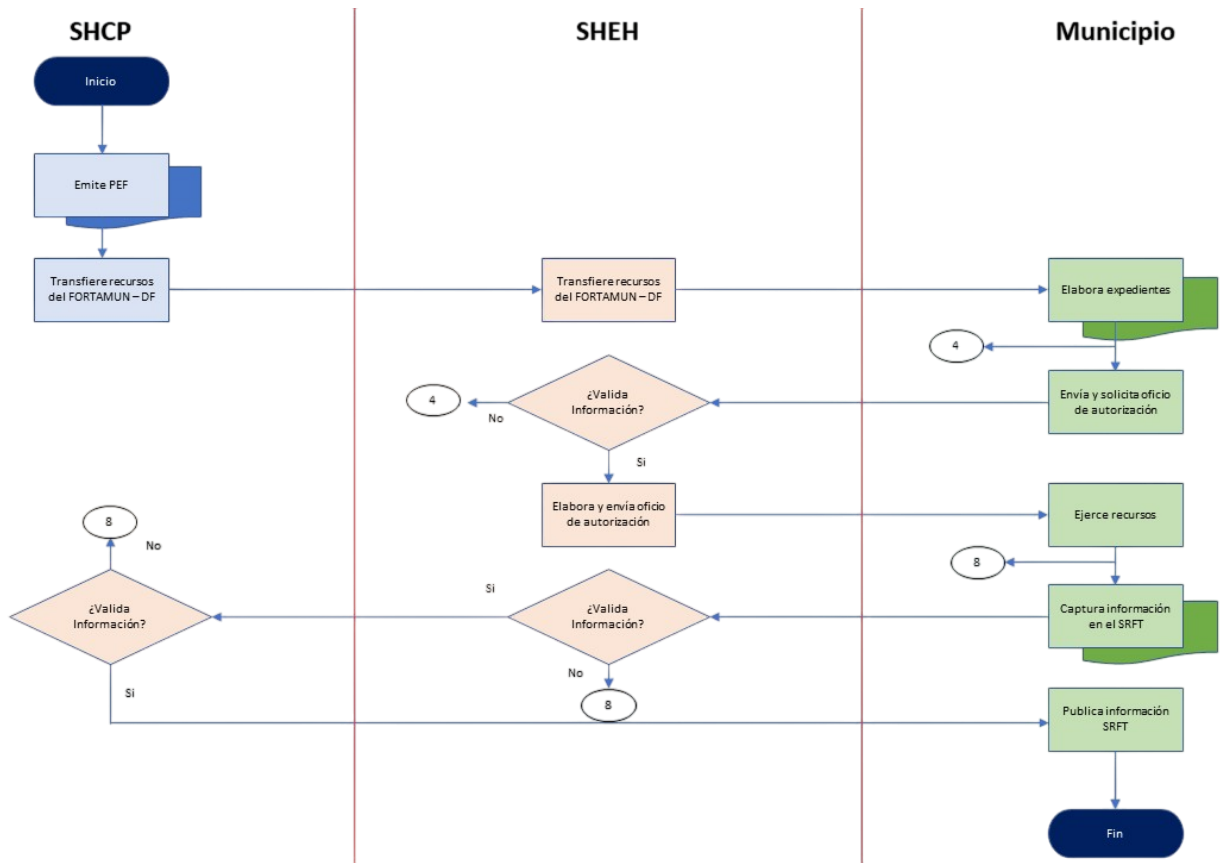 SHCP
SHEH
Municipio
Inicio
Emite PEF
Transfiere recursos
del FORTAMUN – DF
Transfiere recursos
del FORTAMUN – DF
Elabora expedientes
4
Envía y solicita oficio
de autorización
¿Valida
Información?
4
No
Si
Elabora y envía oficio
de autorización
Ejerce recursos
8
Captura información
en el SRFT
¿Valida
Información?
Si
No
8
¿Valida
Información?
8
No
Si
Publica información
SRFT
Fin